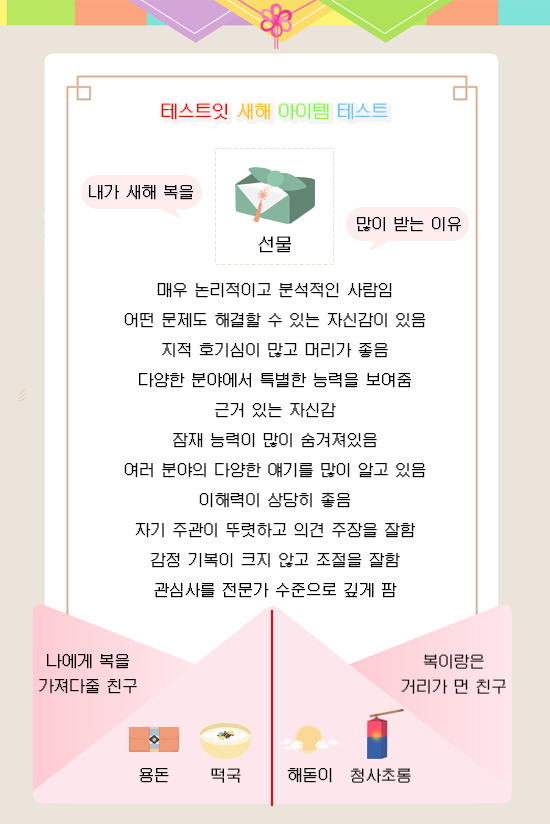 테스트잇 새해 아이템 테스트
내가 새해 복을
많이 받는 이유
선물
매우 논리적이고 분석적인 사람임
어떤 문제도 해결할 수 있는 자신감이 있음
지적 호기심이 많고 머리가 좋음
다양한 분야에서 특별한 능력을 보여줌
근거 있는 자신감
잠재 능력이 많이 숨겨져있음
여러 분야의 다양한 얘기를 많이 알고 있음
이해력이 상당히 좋음
자기 주관이 뚜렷하고 의견 주장을 잘함
감정 기복이 크지 않고 조절을 잘함
관심사를 전문가 수준으로 깊게 팜
나에게 복을
가져다줄 친구
용돈
떡국
복이랑은
거리가 먼 친구
해돋이
청사초롱